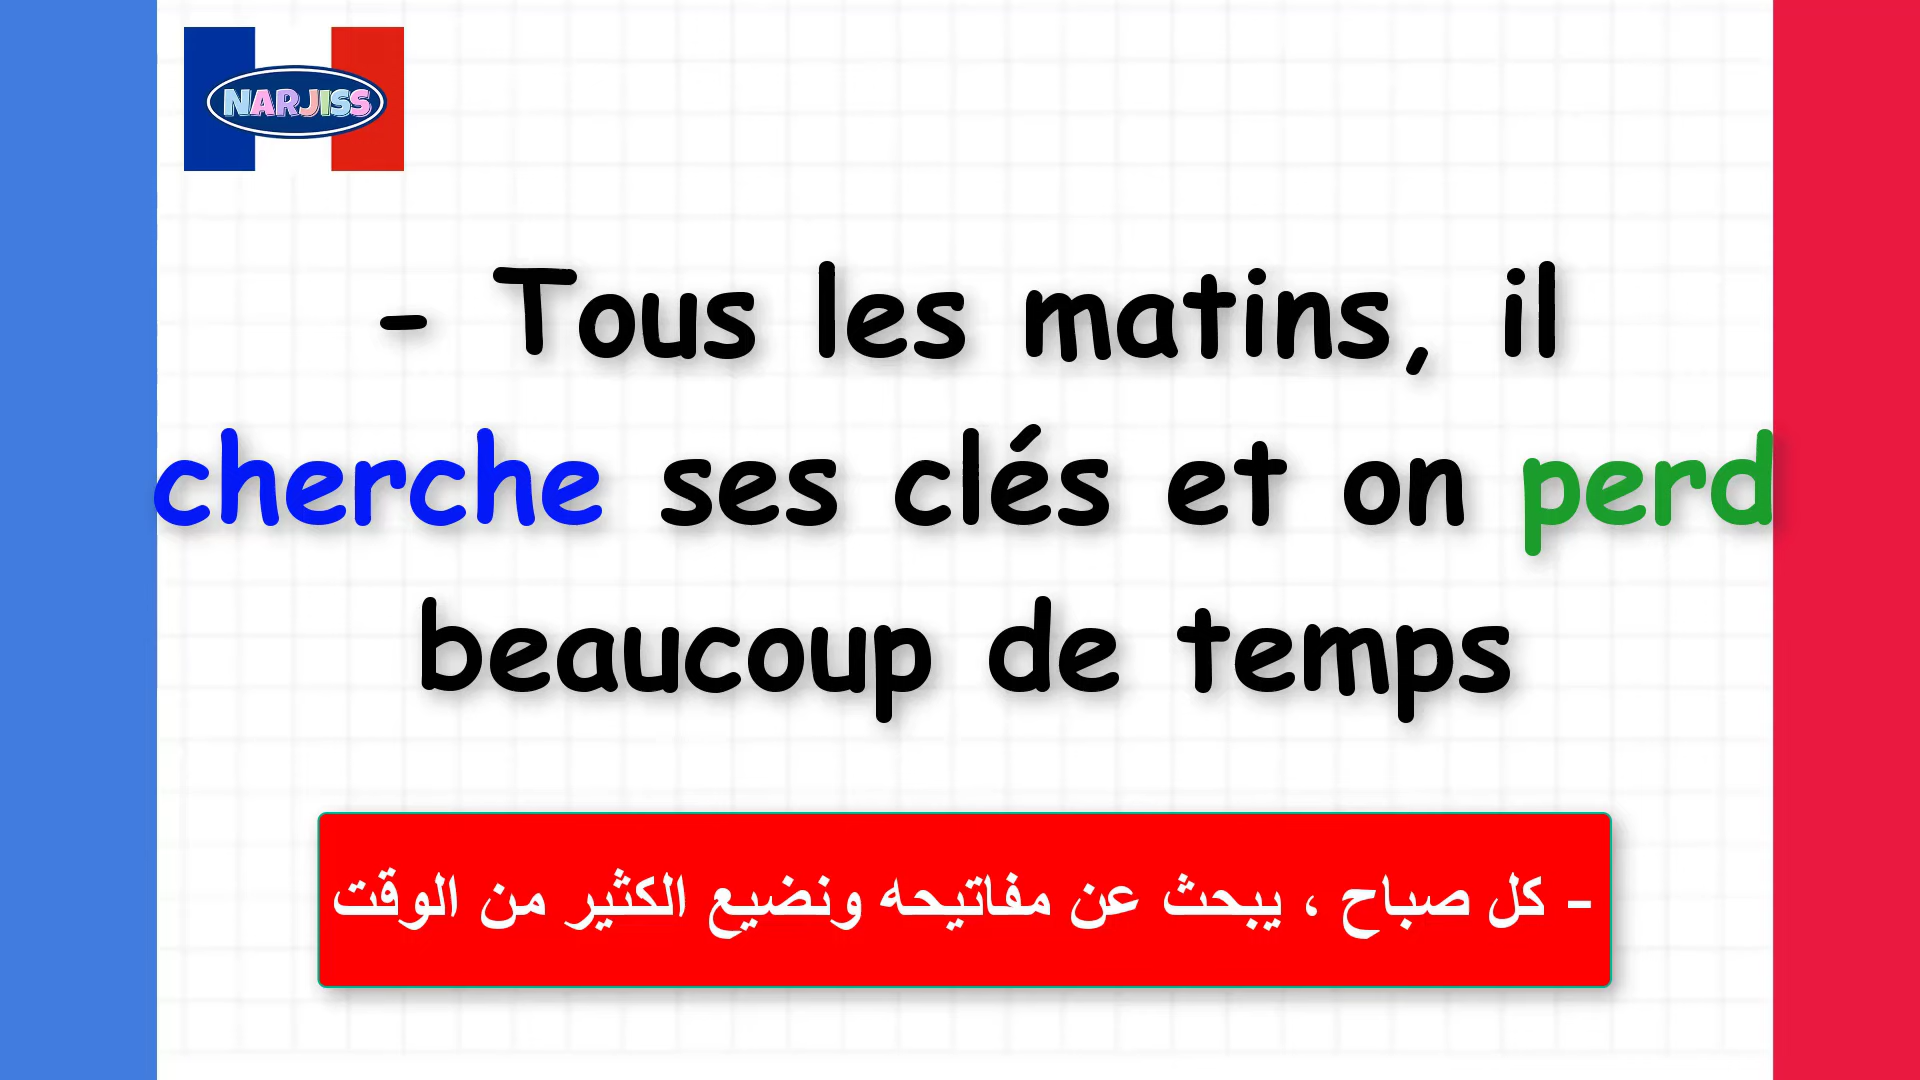 NARJISS
- Tous les matins, il
cherche ses clés et on perd
beaucoup de temps
- كل صباح ، يبحث عن مفاتيحه ونضيع الكثير من الوقت